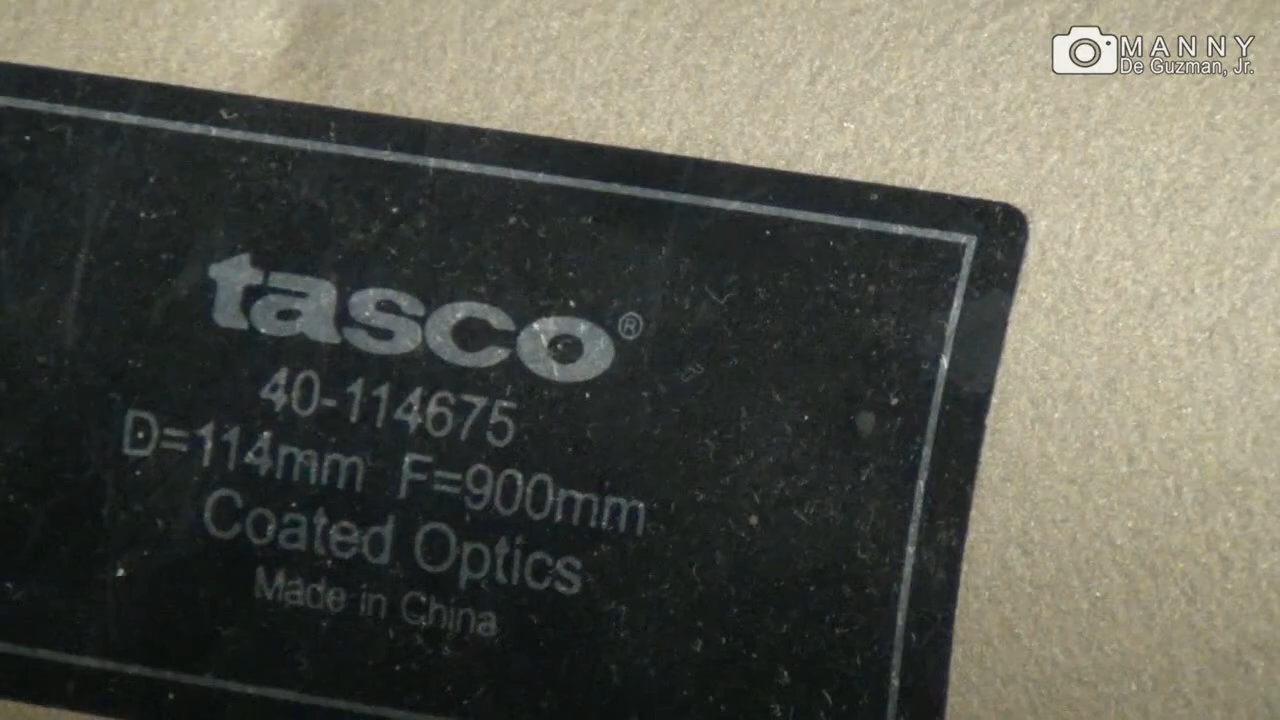 MANNY
De Guzman, Jr.
tasco®
40-114675
D=114mm F=900mm
Coated Optics
Made in China